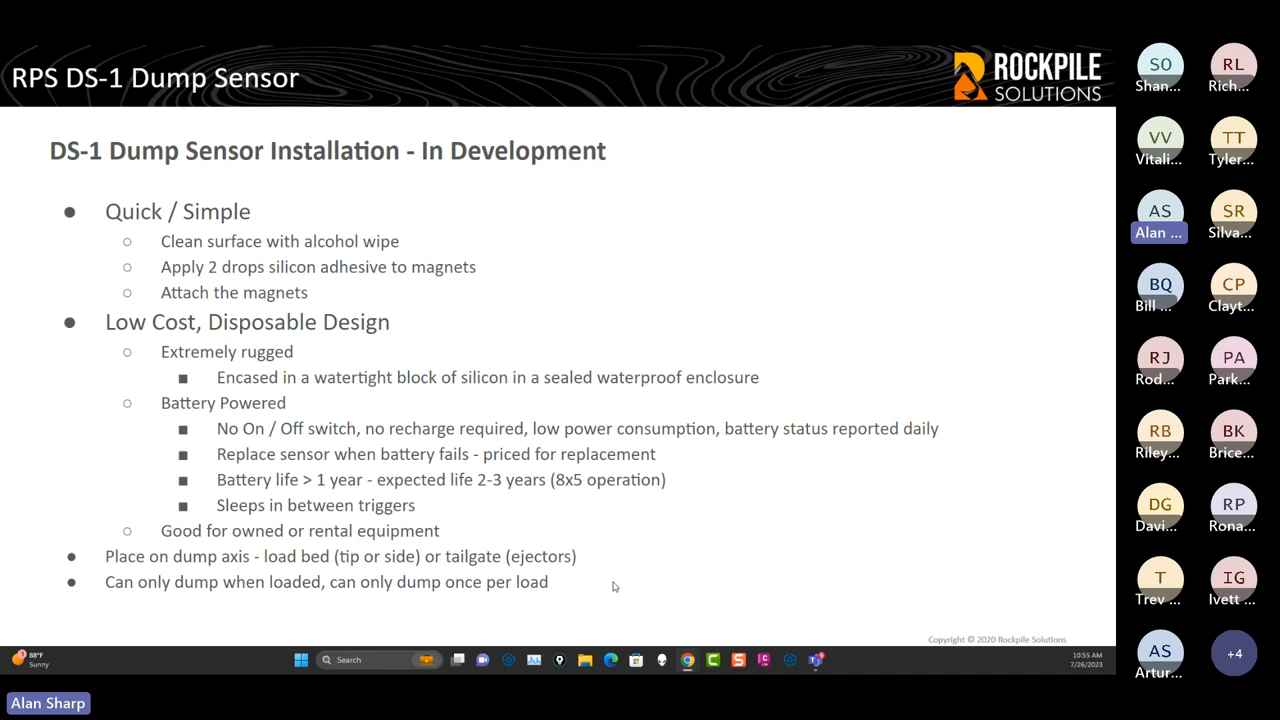 RPS DS-1 Dump Sensor
ROCKPILE
SOLUTIONS
DS-1 Dump Sensor Installation - In Development
● Quick / Simple
○ Clean surface with alcohol wipe
○ Apply 2 drops silicon adhesive to magnets
○ Attach the magnets
● Low Cost, Disposable Design
○ Extremely rugged
■ Encased in a watertight block of silicon in a sealed waterproof enclosure
○ Battery Powered
■ No On / Off switch, no recharge required, low power consumption, battery status reported daily
■ Replace sensor when battery fails - priced for replacement
■ Battery life > 1 year - expected life 2-3 years (8x5 operation)
■ Sleeps in between triggers
○ Good for owned or rental equipment
● Place on dump axis - load bed (tip or side) or tailgate (ejectors)
● Can only dump when loaded, can only dump once per load
Copyright © 2020 Rockpile Solutions
88°F
Sunny
Search
10:55 AM
7/26/2023
Alan Sharp
SO RL
Shan... Rich...
VV TT
Vitali... Tyler...
AS SR
Alan ... Silva...
BQ CP
Bill ... Clayt...
RJ PA
Rod... Park...
RB BK
Riley... Brice...
DG RP
Davi... Rona...
T IG
Trev ... Ivett ...
AS +4
Artur...